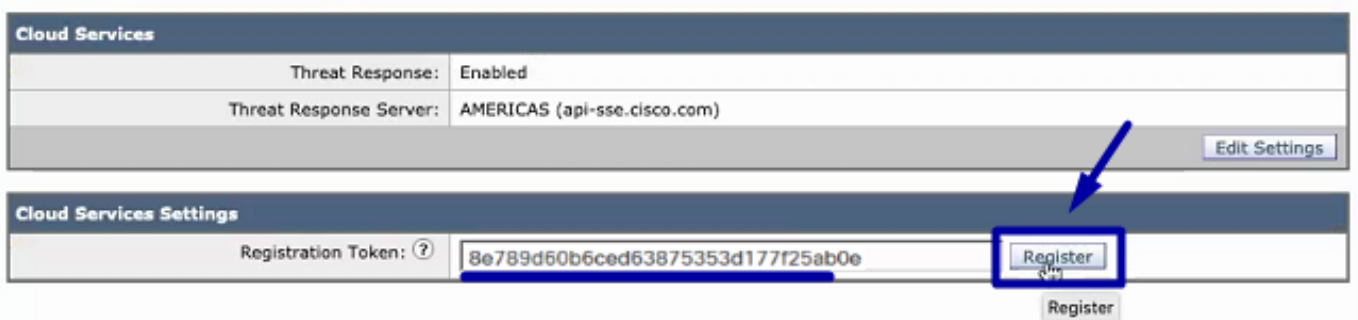 Cloud Services
Threat Response: Enabled
Threat Response Server: AMERICAS (api-sse.cisco.com)
Edit Settings
Cloud Services Settings
Registration Token: ? 8e789d60b6ced63875353d177f25ab0e Register
Register